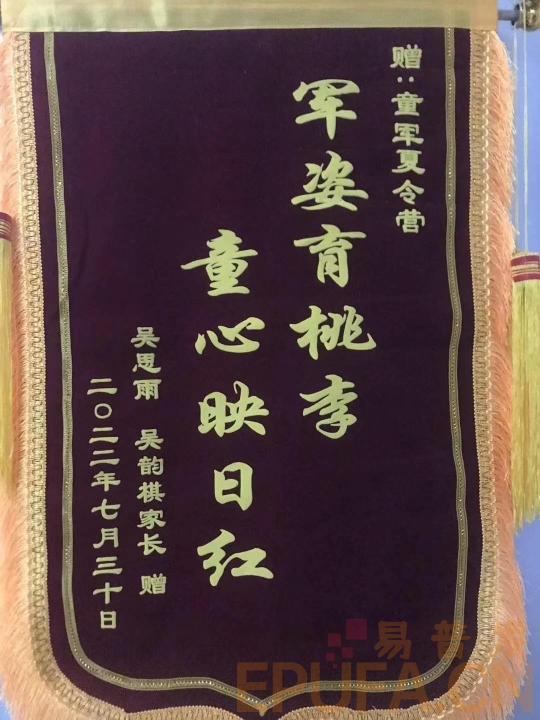 赠:童军夏令营
军姿育桃李
童心映日红
吴思雨 吴韵棋家长 赠
二〇二二年七月三十日
易普
EPUFA.CN